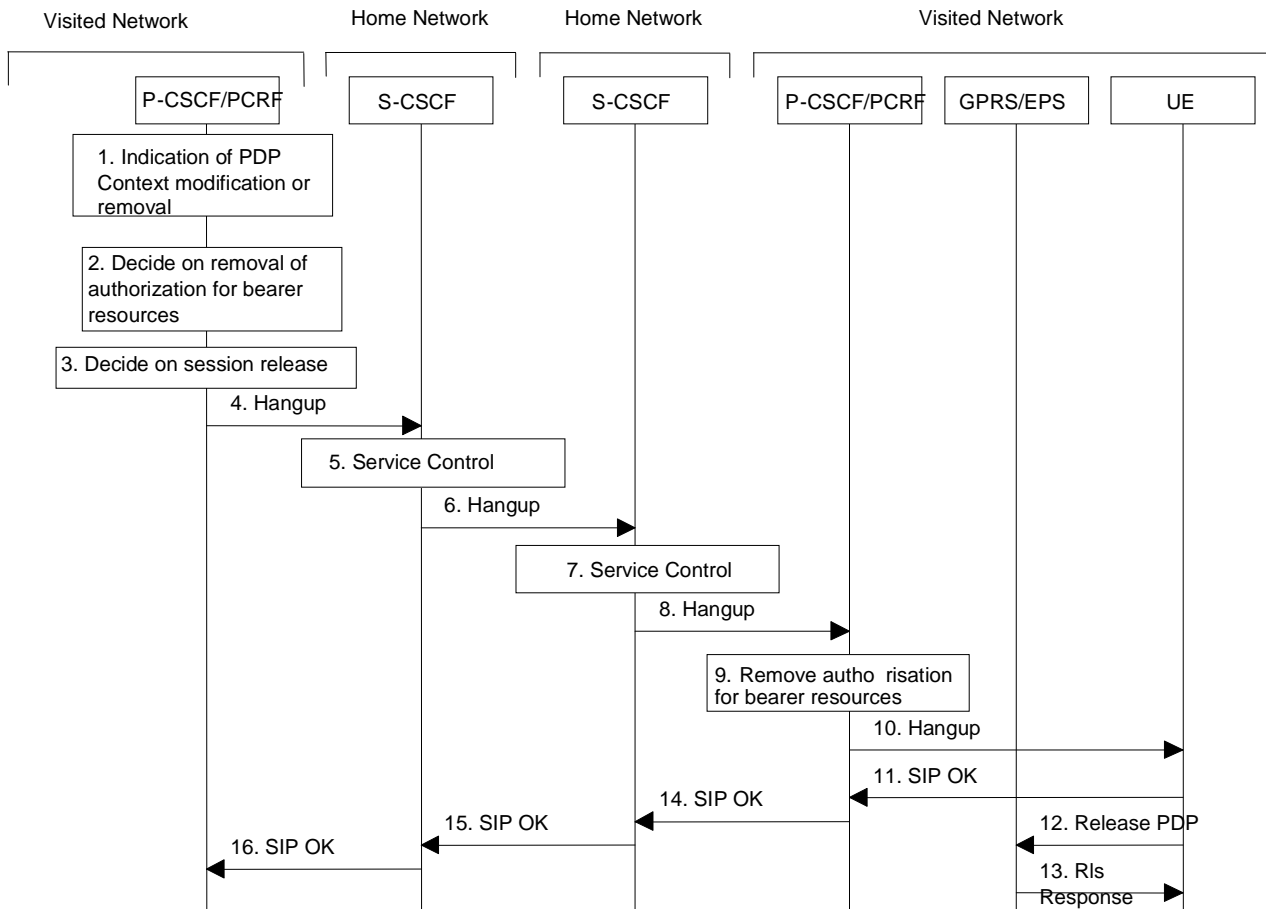 Visited Network
Home Network
Home Network
Visited Network
P-CSCF/PCRF
S-CSCF
S-CSCF
P-CSCF/PCRF
GPRS/EPS
UE
1. Indication of PDP
Context modification or
removal
2. Decide on removal of
authorization for bearer
resources
3. Decide on session release
4. Hangup
5. Service Control
6. Hangup
7. Service Control
8. Hangup
9. Remove autho risation
for bearer resources
10. Hangup
11. SIP OK
14. SIP OK
15. SIP OK
16. SIP OK
12. Release PDP
13. Rls
Response